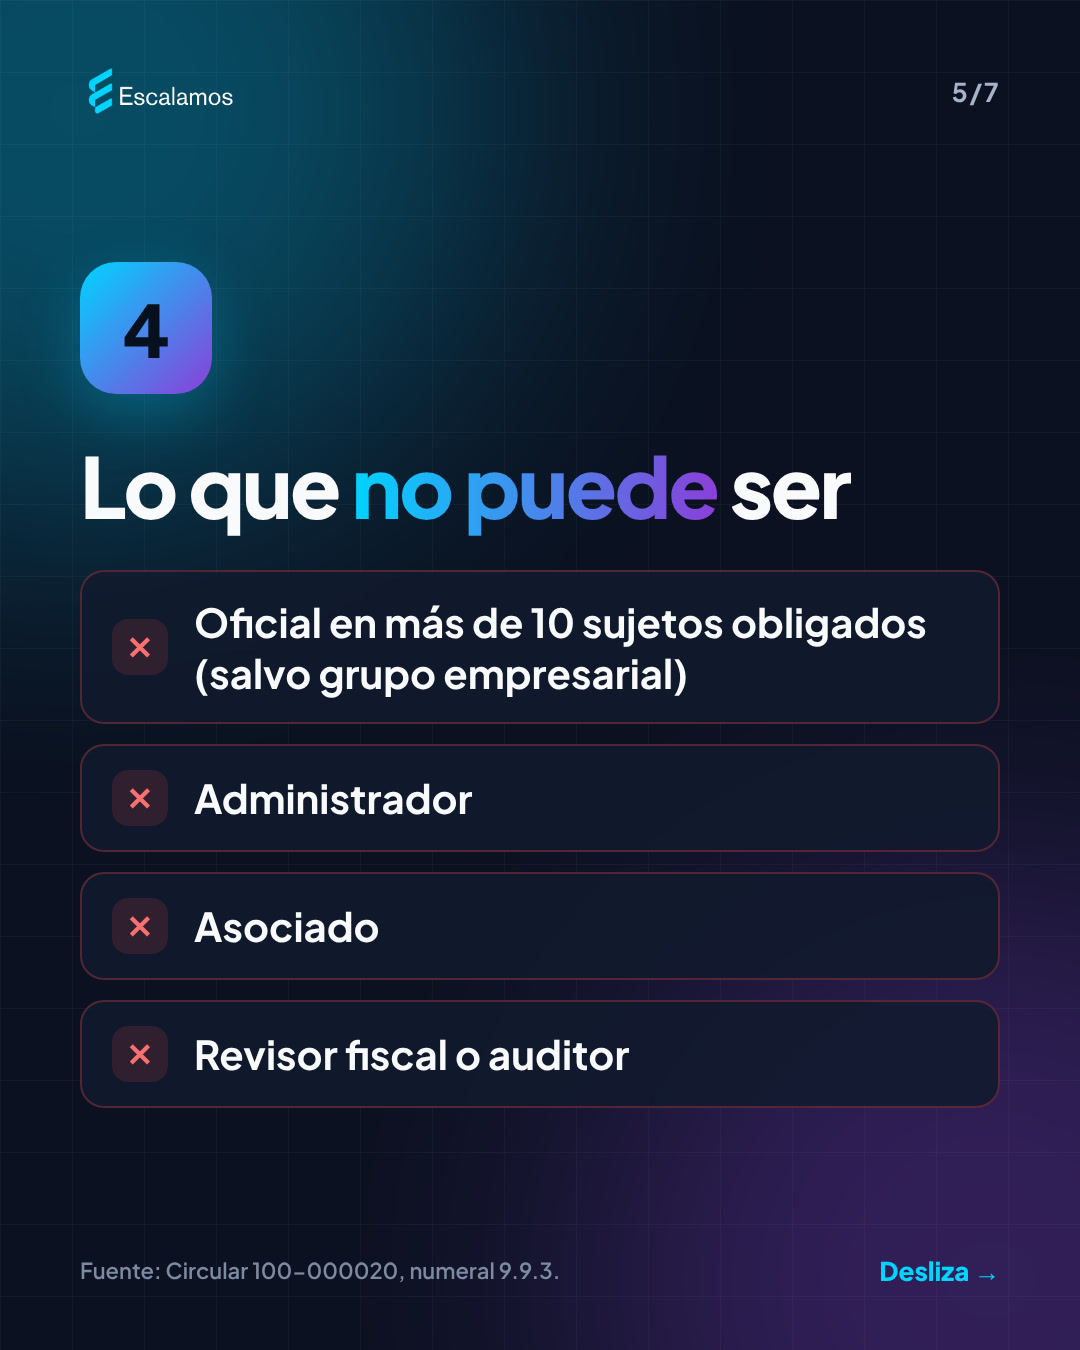 Escalamos
5/7
4
Lo que no puede ser
✕ Oficial en más de 10 sujetos obligados
(salvo grupo empresarial)
✕ Administrador
✕ Asociado
✕ Revisor fiscal o auditor
Fuente: Circular 100-000020, numeral 9.9.3.
Desliza →